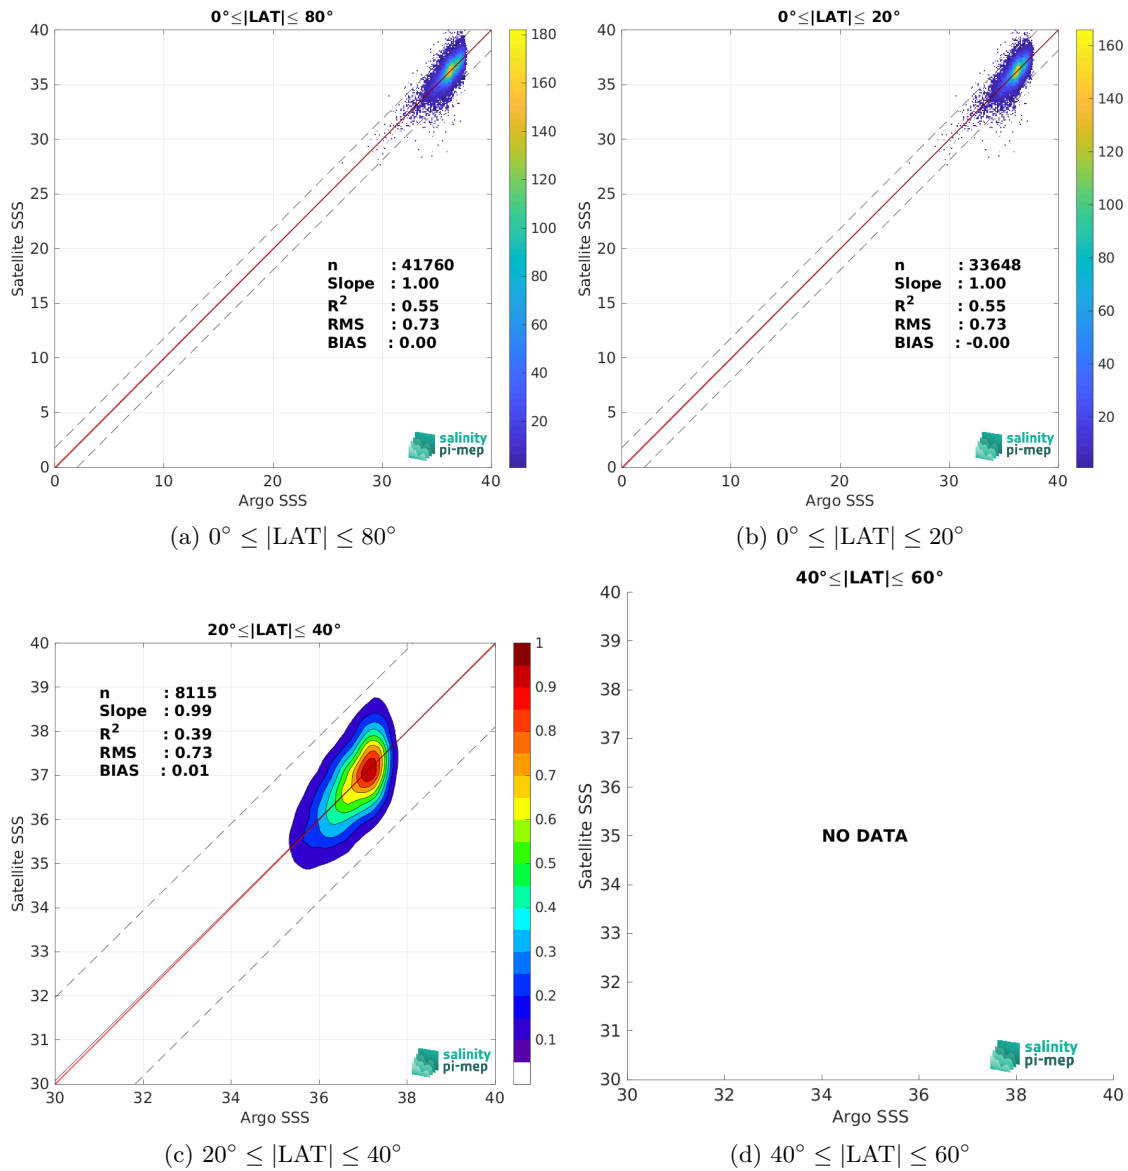 0°≤|LAT|≤ 80°
40
35
30
25
20
15
10
5
0
Satellite SSS
n : 41760
Slope : 1.00
R2 : 0.55
RMS : 0.73
BIAS : 0.00
salinity
pi-mep
0 10 20 30 40
Argo SSS
180
160
140
120
100
80
60
40
20
(a) 0° ≤ |LAT| ≤ 80°
0°≤|LAT|≤ 20°
40
35
30
25
20
15
10
5
0
Satellite SSS
n : 33648
Slope : 1.00
R2 : 0.55
RMS : 0.73
BIAS : -0.00
salinity
pi-mep
0 10 20 30 40
Argo SSS
160
140
120
100
80
60
40
20
(b) 0° ≤ |LAT| ≤ 20°
20°≤|LAT|≤ 40°
40
39
38
37
36
35
34
33
32
31
30
Satellite SSS
n : 8115
Slope : 0.99
R2 : 0.39
RMS : 0.73
BIAS : 0.01
salinity
pi-mep
30 32 34 36 38 40
Argo SSS
1
0.9
0.8
0.7
0.6
0.5
0.4
0.3
0.2
0.1
(c) 20° ≤ |LAT| ≤ 40°
40°≤|LAT|≤ 60°
40
39
38
37
36
35
34
33
32
31
30
Satellite SSS
NO DATA
salinity
pi-mep
30 32 34 36 38 40
Argo SSS
(d) 40° ≤ |LAT| ≤ 60°